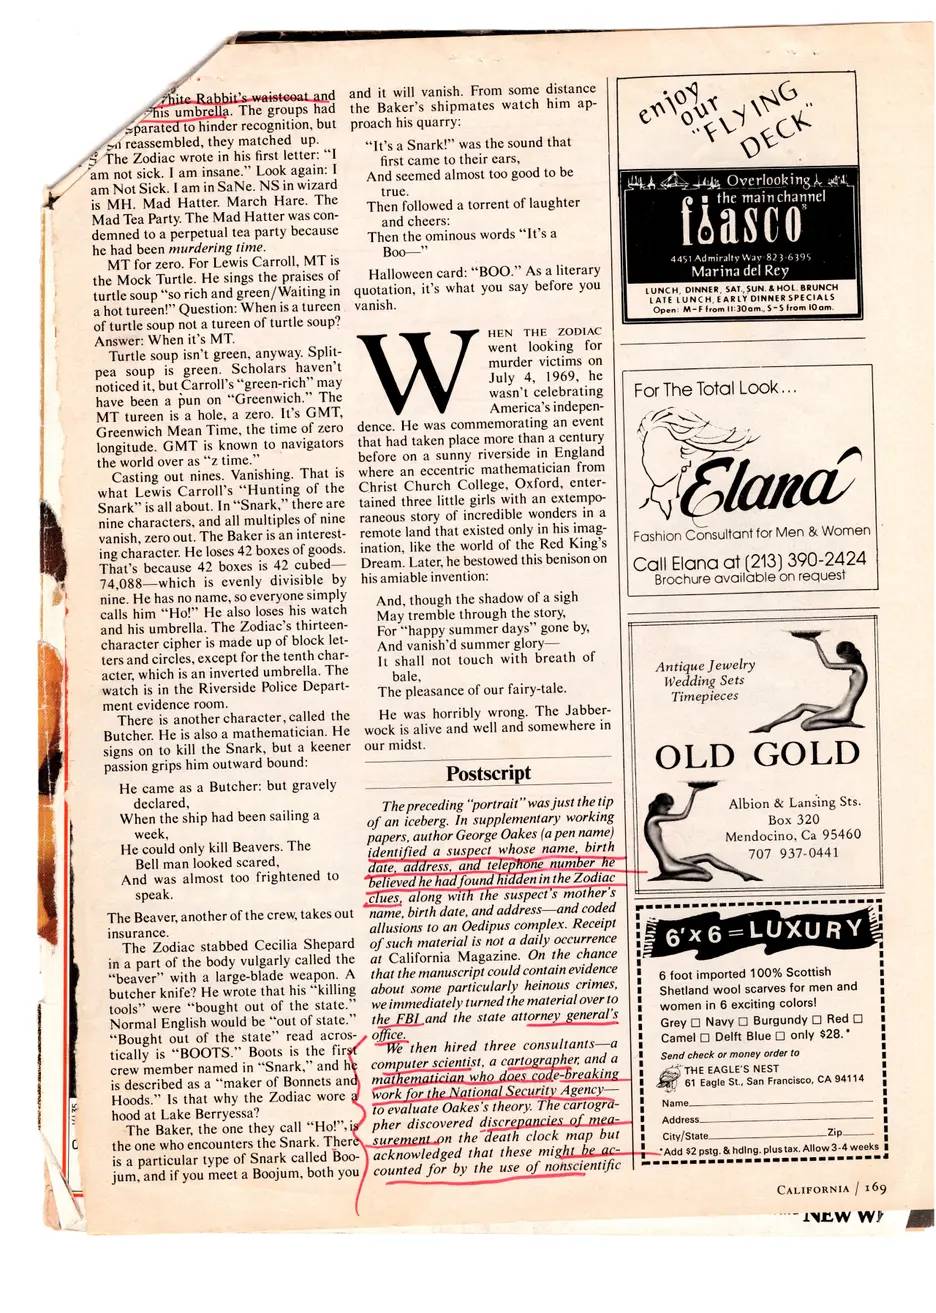 hite Rabbit's waistcoat and
his umbrella. The groups had
parated to hinder recognition, but
reassembled, they matched up.
The Zodiac wrote in his first letter: "I
am not sick. I am insane." Look again: I
am Not Sick. I am in SaNe. NS in wizard
is MH. Mad Hatter. March Hare. The
Mad Tea Party. The Mad Hatter was con-
demned to a perpetual tea party because
he had been murdering time.
MT for zero. For Lewis Carroll, MT is
the Mock Turtle. He sings the praises of
turtle soup "so rich and green/Waiting in
a hot tureen!" Question: When is a tureen
of turtle soup not a tureen of turtle soup?
Answer: When it's MT.
Turtle soup isn't green, anyway. Split-
pea soup is green. Scholars haven't
noticed it, but Carroll's "green-rich" may
have been a pun on "Greenwich." The
MT tureen is a hole, a zero. It's GMT,
Greenwich Mean Time, the time of zero
longitude. GMT is known to navigators
the world over as "z time."
Casting out nines. Vanishing. That is
what Lewis Carroll's "Hunting of the
Snark" is all about. In "Snark," there are
nine characters, and all multiples of nine
vanish, zero out. The Baker is an interest-
ing character. He loses 42 boxes of goods.
That's because 42 boxes is 42 cubed—
74,088—which is evenly divisible by
nine. He has no name, so everyone simply
calls him "Ho!" He also loses his watch
and his umbrella. The Zodiac's thirteen-
character cipher is made up of block let-
ters and circles, except for the tenth char-
acter, which is an inverted umbrella. The
watch is in the Riverside Police Depart-
ment evidence room.
There is another character, called the
Butcher. He is also a mathematician. He
signs on to kill the Snark, but a keener
passion grips him outward bound:
He came as a Butcher: but gravely
declared,
When the ship had been sailing a
week,
He could only kill Beavers. The
Bell man looked scared,
And was almost too frightened to
speak.
The Beaver, another of the crew, takes out
insurance.
The Zodiac stabbed Cecilia Shepard
in a part of the body vulgarly called the
"beaver" with a large-blade weapon. A
butcher knife? He wrote that his "killing
tools" were "bought out of the state."
Normal English would be "out of state."
"Bought out of the state" read acros-
tically is "BOOTS." Boots is the first
crew member named in "Snark," and he
is described as a "maker of Bonnets and
Hoods." Is that why the Zodiac wore a
hood at Lake Berryessa?
The Baker, the one they call "Ho!", is
the one who encounters the Snark. There
is a particular type of Snark called Boo-
jum, and if you meet a Boojum, both you
and it will vanish. From some distance
the Baker's shipmates watch him ap-
proach his quarry:
"It's a Snark!" was the sound that
first came to their ears,
And seemed almost too good to be
true.
Then followed a torrent of laughter
and cheers:
Then the ominous words "It's a
Boo—"
Halloween card: "BOO." As a literary
quotation, it's what you say before you
vanish.
WHEN THE ZODIAC
went looking for
murder victims on
July 4, 1969, he
wasn't celebrating
America's indepen-
dence. He was commemorating an event
that had taken place more than a century
before on a sunny riverside in England
where an eccentric mathematician from
Christ Church College, Oxford, enter-
tained three little girls with an extempo-
raneous story of incredible wonders in a
remote land that existed only in his imag-
ination, like the world of the Red King's
Dream. Later, he bestowed this benison on
his amiable invention:
And, though the shadow of a sigh
May tremble through the story,
For "happy summer days" gone by,
And vanish'd summer glory—
It shall not touch with breath of
bale,
The pleasance of our fairy-tale.
He was horribly wrong. The Jabber-
wock is alive and well and somewhere in
our midst.
Postscript
The preceding "portrait" was just the tip
of an iceberg. In supplementary working
papers, author George Oakes (a pen name)
identified a suspect whose name, birth
date, address, and telephone number he
believed he had found hidden in the Zodiac
clues, along with the suspect's mother's
name, birth date, and address—and coded
allusions to an Oedipus complex. Receipt
of such material is not a daily occurrence
at California Magazine. On the chance
that the manuscript could contain evidence
about some particularly heinous crimes,
we immediately turned the material over to
the FBI and the state attorney general's
office.
We then hired three consultants—a
computer scientist, a cartographer, and a
mathematician who does code-breaking
work for the National Security Agency—
to evaluate Oakes's theory. The cartogra-
pher discovered discrepancies of mea-
surement on the death clock map but
acknowledged that these might be ac-
counted for by the use of nonscientific
enjoy
our
"FLYING
DECK"
Overlooking
the main channel
fiasco
4451 Admiralty Way · 823-6395
Marina del Rey
LUNCH, DINNER, SAT., SUN. & HOL. BRUNCH
LATE LUNCH, EARLY DINNER SPECIALS
Open: M-F from 11:30am., S-S from 10am.
For The Total Look...
Elana
Fashion Consultant for Men & Women
Call Elana at (213) 390-2424
Brochure available on request
Antique Jewelry
Wedding Sets
Timepieces
OLD GOLD
Albion & Lansing Sts.
Box 320
Mendocino, Ca 95460
707 937-0441
6'x 6 = LUXURY
6 foot imported 100% Scottish
Shetland wool scarves for men and
women in 6 exciting colors!
Grey □ Navy □ Burgundy □ Red □
Camel □ Delft Blue □ only $28.*
Send check or money order to
THE EAGLE'S NEST
61 Eagle St., San Francisco, CA 94114
Name
Address
City/State Zip
*Add $2 pstg. & hdlng. plus tax. Allow 3-4 weeks
CALIFORNIA / 169
NEW